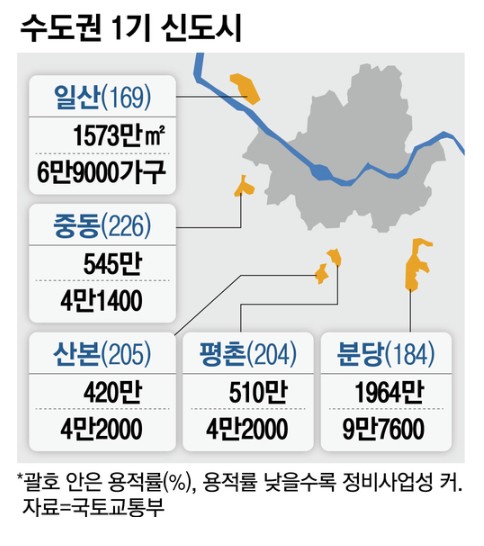 수도권 1기 신도시
일산(169)
1573만㎡
6만9000가구
중동(226)
545만
4만1400
산본(205)
420만
4만2000
평촌(204)
510만
4만2000
분당(184)
1964만
9만7600
*괄호 안은 용적률(%), 용적률 낮을수록 정비사업성 커.
자료=국토교통부